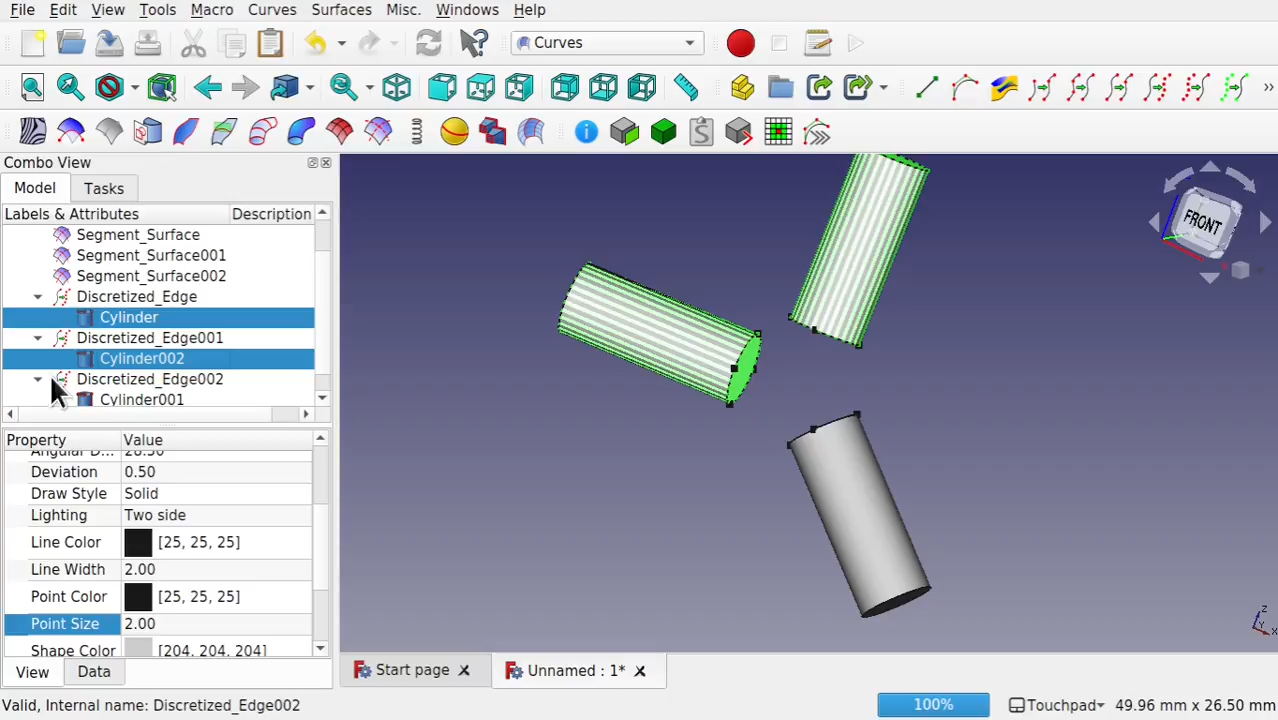 File Edit View Tools Macro Curves Surfaces Misc. Windows Help
Curves
Combo View
Model Tasks
Labels & Attributes Description
Segment_Surface
Segment_Surface001
Segment_Surface002
Discretized_Edge
Cylinder
Discretized_Edge001
Cylinder002
Discretized_Edge002
Cylinder001
Property Value
Angular D... 28.50
Deviation 0.50
Draw Style Solid
Lighting Two side
Line Color [25, 25, 25]
Line Width 2.00
Point Color [25, 25, 25]
Point Size 2.00
Shape Color [204, 204, 204]
View Data
FRONT
Z
Y X
Start page Unnamed : 1*
Valid, Internal name: Discretized_Edge002 100% Touchpad 49.96 mm x 26.50 mm